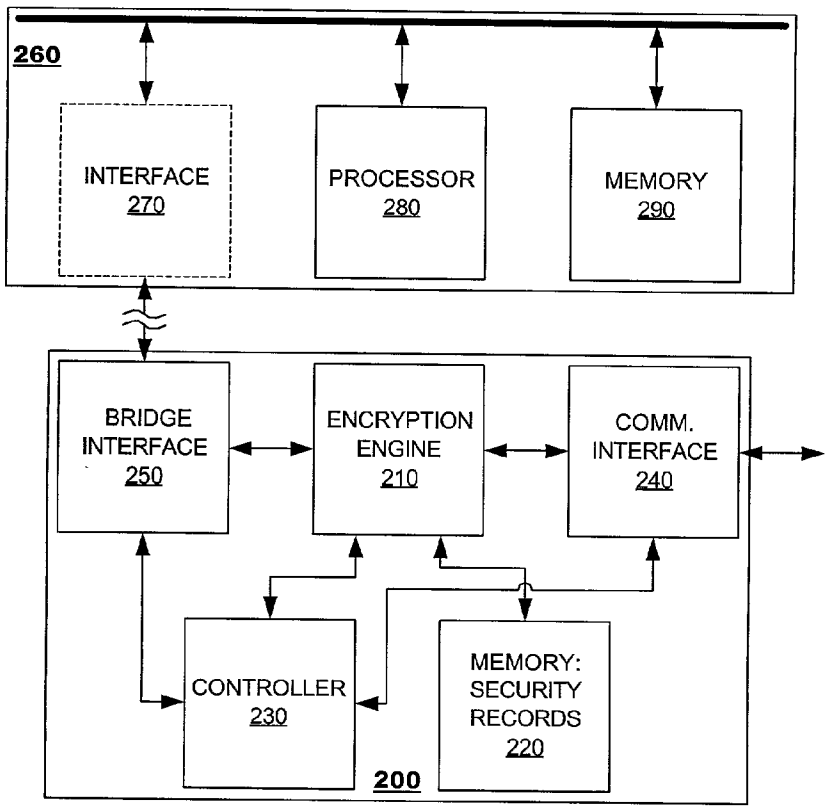 260
INTERFACE
270
PROCESSOR
280
MEMORY
290
BRIDGE
INTERFACE
250
ENCRYPTION
ENGINE
210
COMM.
INTERFACE
240
CONTROLLER
230
MEMORY:
SECURITY
RECORDS
220
200